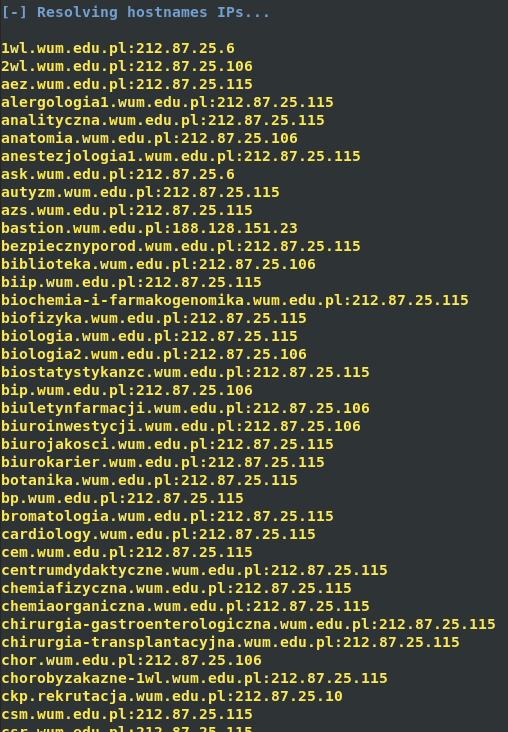 [-] Resolving hostnames IPs...
1wl.wum.edu.pl:212.87.25.6
2wl.wum.edu.pl:212.87.25.106
aez.wum.edu.pl:212.87.25.115
alergologia1.wum.edu.pl:212.87.25.115
analityczna.wum.edu.pl:212.87.25.115
anatomia.wum.edu.pl:212.87.25.106
anestezjologia1.wum.edu.pl:212.87.25.115
ask.wum.edu.pl:212.87.25.6
autyzm.wum.edu.pl:212.87.25.115
azs.wum.edu.pl:212.87.25.115
bastion.wum.edu.pl:188.128.151.23
bezpiecznyporod.wum.edu.pl:212.87.25.115
biblioteka.wum.edu.pl:212.87.25.106
biip.wum.edu.pl:212.87.25.115
biochemia-i-farmakogenomika.wum.edu.pl:212.87.25.115
biofizyka.wum.edu.pl:212.87.25.115
biologia.wum.edu.pl:212.87.25.115
biologia2.wum.edu.pl:212.87.25.106
biostatystykanzc.wum.edu.pl:212.87.25.115
bip.wum.edu.pl:212.87.25.106
biuletynfarmacji.wum.edu.pl:212.87.25.106
biuroinwestycji.wum.edu.pl:212.87.25.106
biurojakosci.wum.edu.pl:212.87.25.115
biurokarier.wum.edu.pl:212.87.25.115
botanika.wum.edu.pl:212.87.25.115
bp.wum.edu.pl:212.87.25.115
bromatologia.wum.edu.pl:212.87.25.115
cardiology.wum.edu.pl:212.87.25.115
cem.wum.edu.pl:212.87.25.115
centrumdydaktyczne.wum.edu.pl:212.87.25.115
chemiafizyczna.wum.edu.pl:212.87.25.115
chemiaorganiczna.wum.edu.pl:212.87.25.115
chirurgia-gastroenterologiczna.wum.edu.pl:212.87.25.115
chirurgia-transplantacyjna.wum.edu.pl:212.87.25.115
chor.wum.edu.pl:212.87.25.106
chorobyzakazne-1wl.wum.edu.pl:212.87.25.115
ckp.rekrutacja.wum.edu.pl:212.87.25.10
csm.wum.edu.pl:212.87.25.115
csr.wum.edu.pl:212.87.25.115